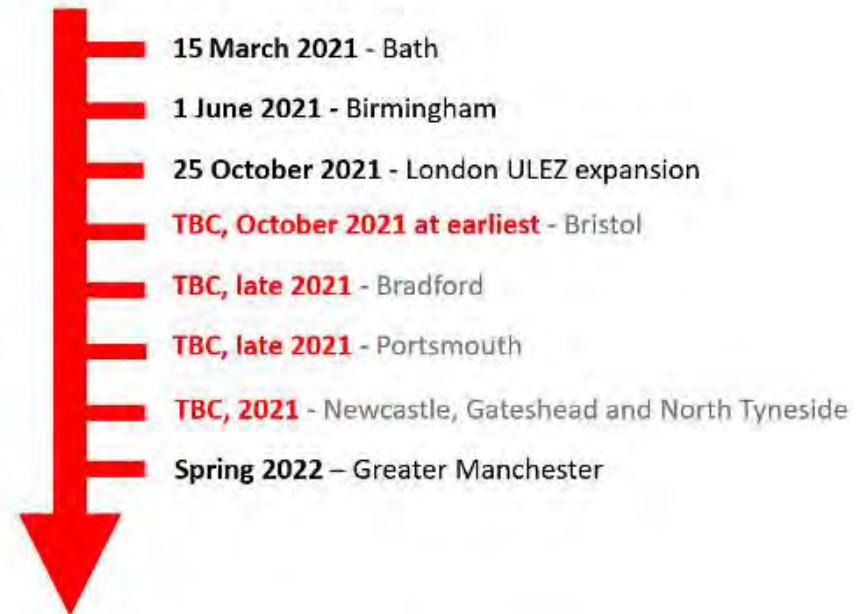 15 March 2021 - Bath
1 June 2021 - Birmingham
25 October 2021 - London ULEZ expansion
TBC, October 2021 at earliest - Bristol
TBC, late 2021 - Bradford
TBC, late 2021 - Portsmouth
TBC, 2021 - Newcastle, Gateshead and North Tyneside
Spring 2022 – Greater Manchester